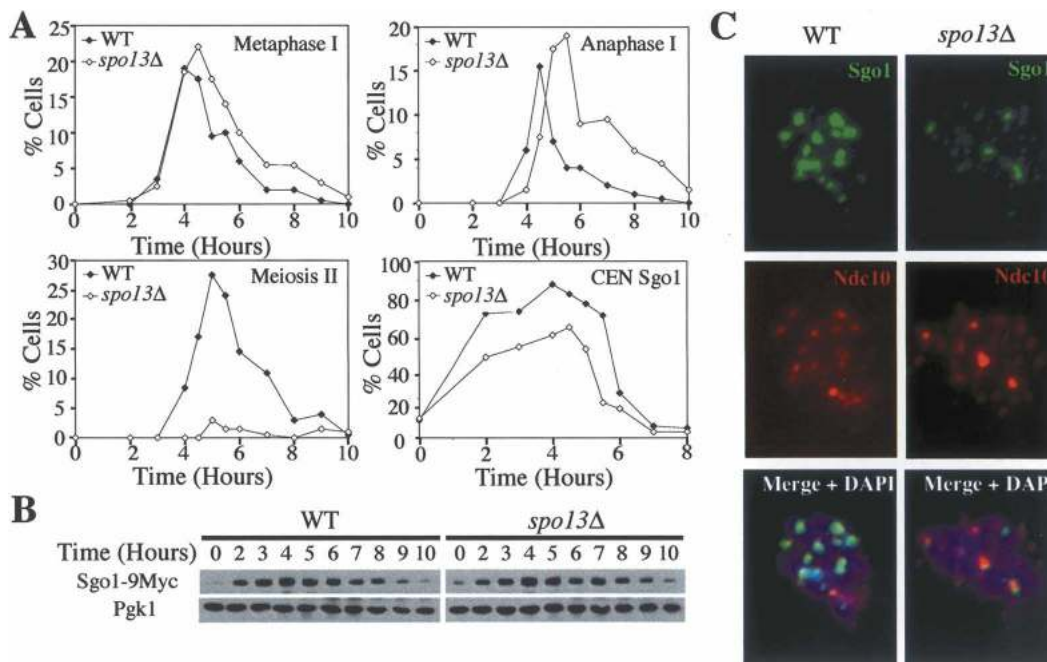 A
WT
spo13Δ
Metaphase I
% Cells
25
20
15
10
5
0
0 2 4 6 8 10
Time (Hours)
WT
spo13Δ
Anaphase I
% Cells
20
15
10
5
0
0 2 4 6 8 10
Time (Hours)
WT
spo13Δ
Meiosis II
% Cells
30
25
20
15
10
5
0
0 2 4 6 8 10
Time (Hours)
WT
spo13Δ
CEN Sgo1
% Cells
100
80
60
40
20
0
0 2 4 6 8
Time (Hours)
B
WT spo13Δ
Time (Hours) 0 2 3 4 5 6 7 8 9 10 0 2 3 4 5 6 7 8 9 10
Sgo1-9Myc
Pgk1
C
WT spo13Δ
Sgo1 Sgo1
Ndc10 Ndc10
Merge + DAPI Merge + DAPI